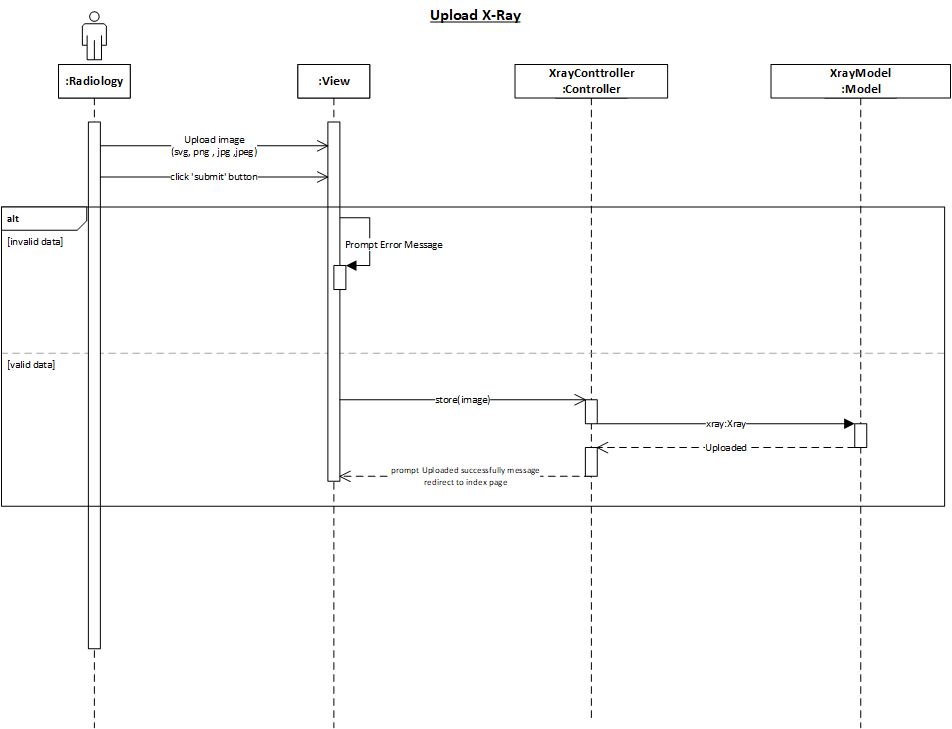 Upload X-Ray
:Radiology
:View
XrayConttroller
:Controller
XrayModel
:Model
Upload image
(svg, png , jpg ,jpeg)
click 'submit' button
alt
[invalid data]
Prompt Error Message
[valid data]
store(image)
xray:Xray
Uploaded
prompt Uploaded successfully message
redirect to index page